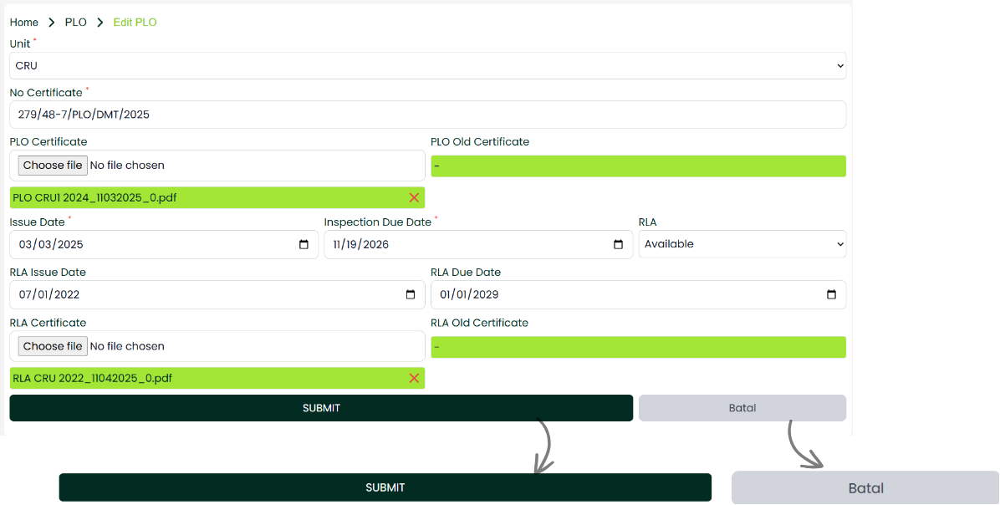 Home > PLO > Edit PLO
Unit *
CRU
No Certificate *
279/48-7/PLO/DMT/2025
PLO Certificate PLO Old Certificate
Choose file No file chosen -
PLO CRU1 2024_11032025_0.pdf
Issue Date * Inspection Due Date * RLA
03/03/2025 11/19/2026 Available
RLA Issue Date RLA Due Date
07/01/2022 01/01/2029
RLA Certificate RLA Old Certificate
Choose file No file chosen -
RLA CRU 2022_11042025_0.pdf
SUBMIT Batal
SUBMIT Batal